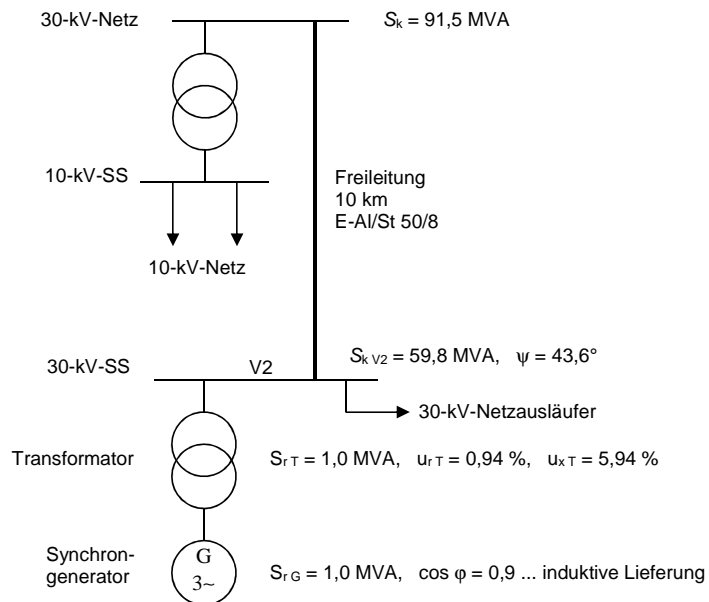 30-kV-Netz
Sk = 91,5 MVA
10-kV-SS
Freileitung
10 km
E-Al/St 50/8
10-kV-Netz
30-kV-SS
V2
Sk V2 = 59,8 MVA, ψ = 43,6°
30-kV-Netzausläufer
Transformator
Sr T = 1,0 MVA, ur T = 0,94 %, ux T = 5,94 %
Synchron-
generator
G
3~
Sr G = 1,0 MVA, cos φ = 0,9 ... induktive Lieferung